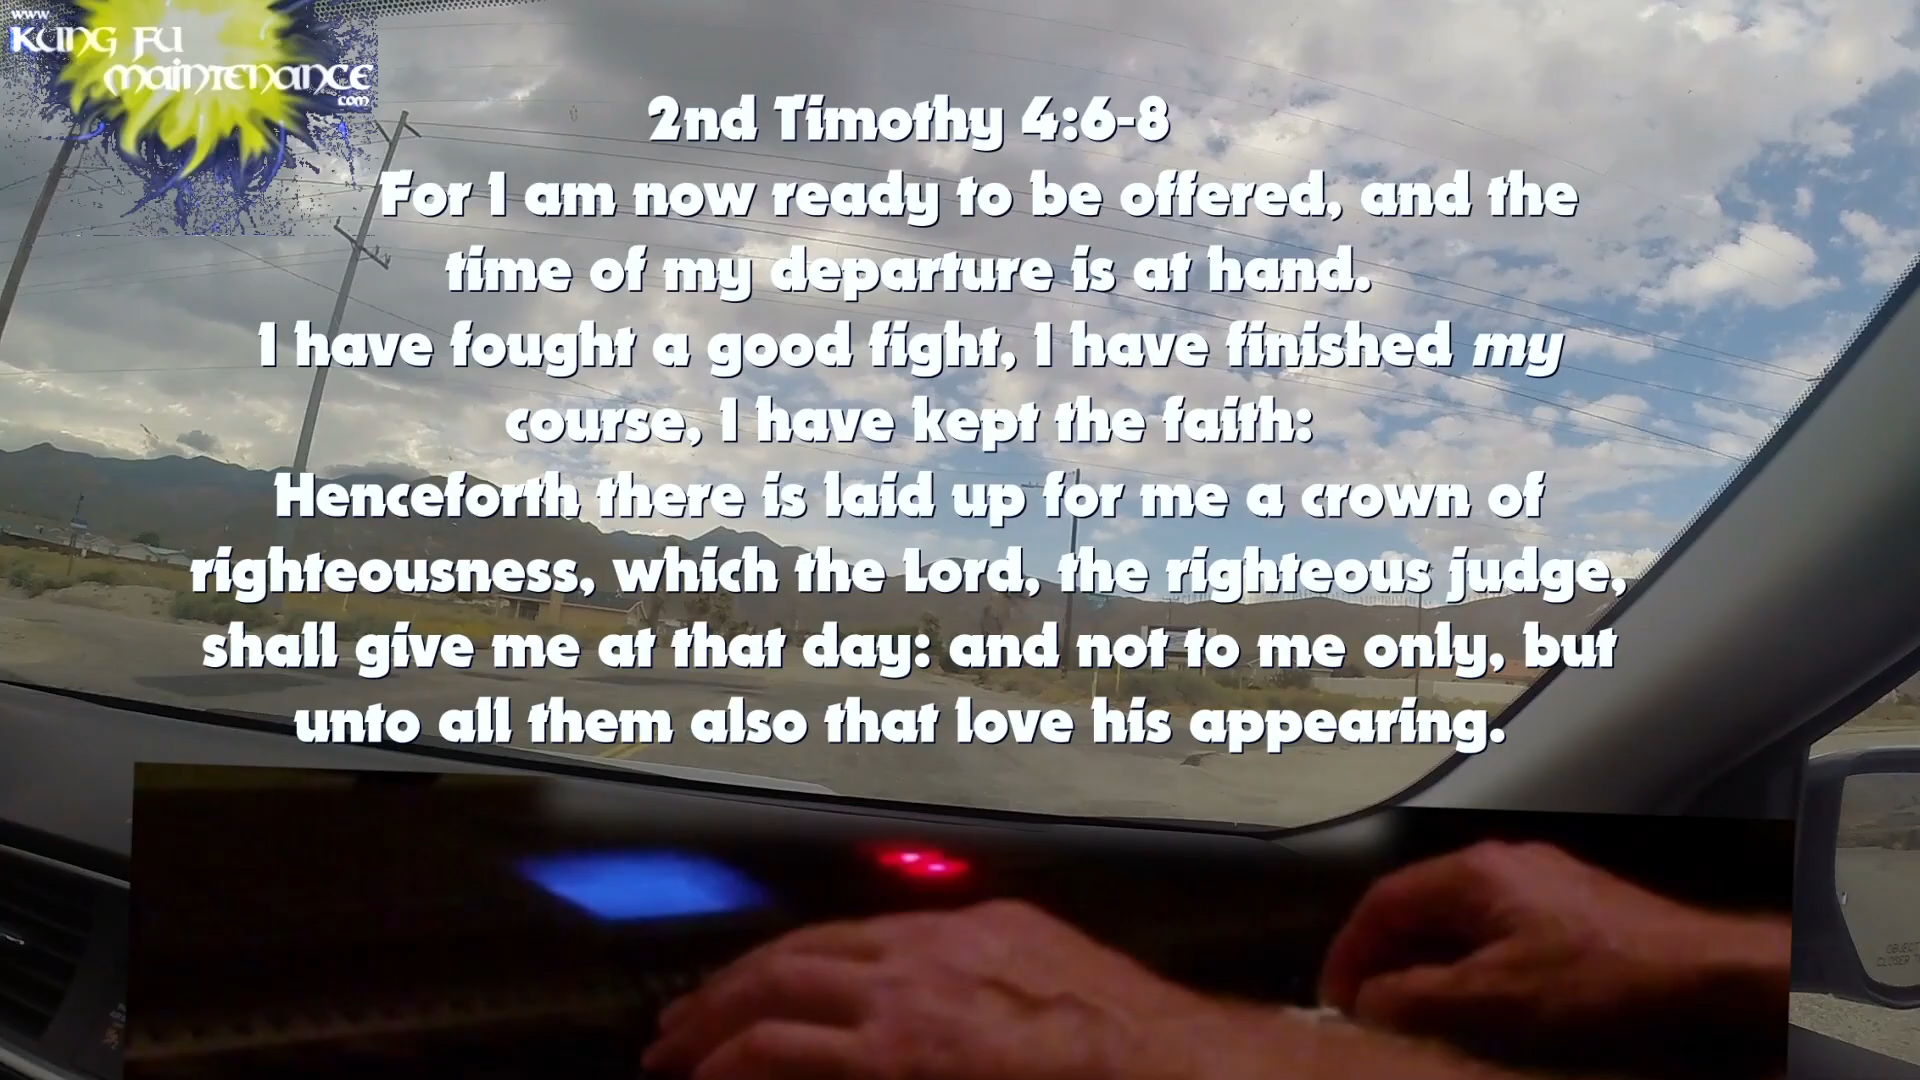 www
KUNG FU
MAINTENANCE
com
2nd Timothy 4:6-8
For I am now ready to be offered, and the
time of my departure is at hand.
I have fought a good fight, I have finished my
course, I have kept the faith:
Henceforth there is laid up for me a crown of
righteousness, which the Lord, the righteous judge,
shall give me at that day: and not to me only, but
unto all them also that love his appearing.